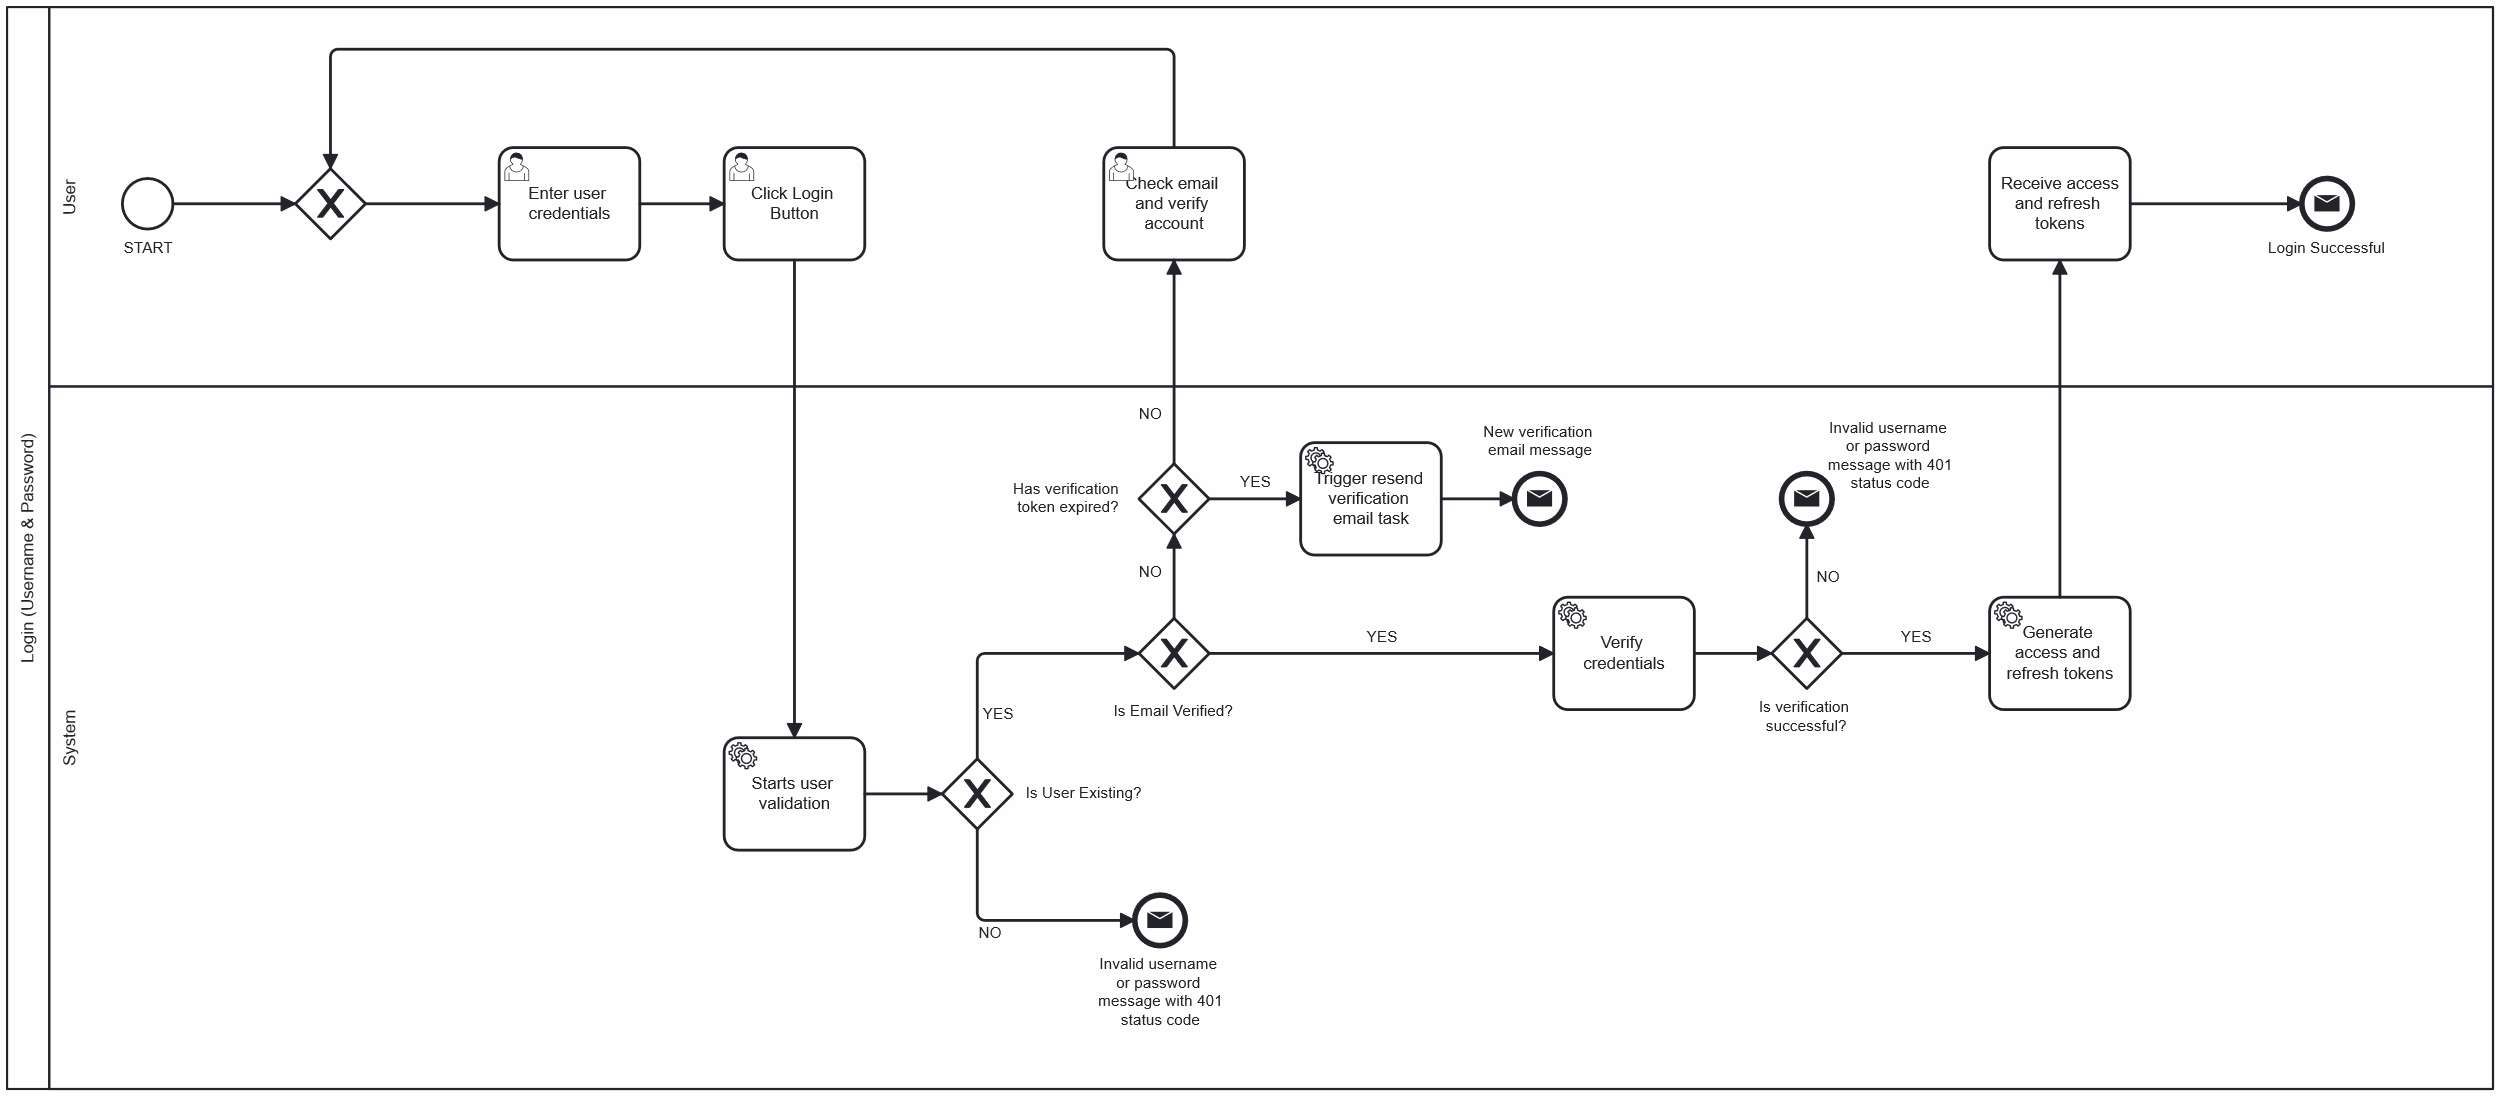 Login (Username & Password)
User
START
Enter user
credentials
Click Login
Button
Check email
and verify
account
Receive access
and refresh
tokens
Login Successful
System
NO
Has verification
token expired?
YES
Trigger resend
verification
email task
New verification
email message
Invalid username
or password
message with 401
status code
NO
NO
Is Email Verified?
YES
Verify
credentials
Is verification
successful?
YES
Generate
access and
refresh tokens
YES
Starts user
validation
Is User Existing?
NO
Invalid username
or password
message with 401
status code